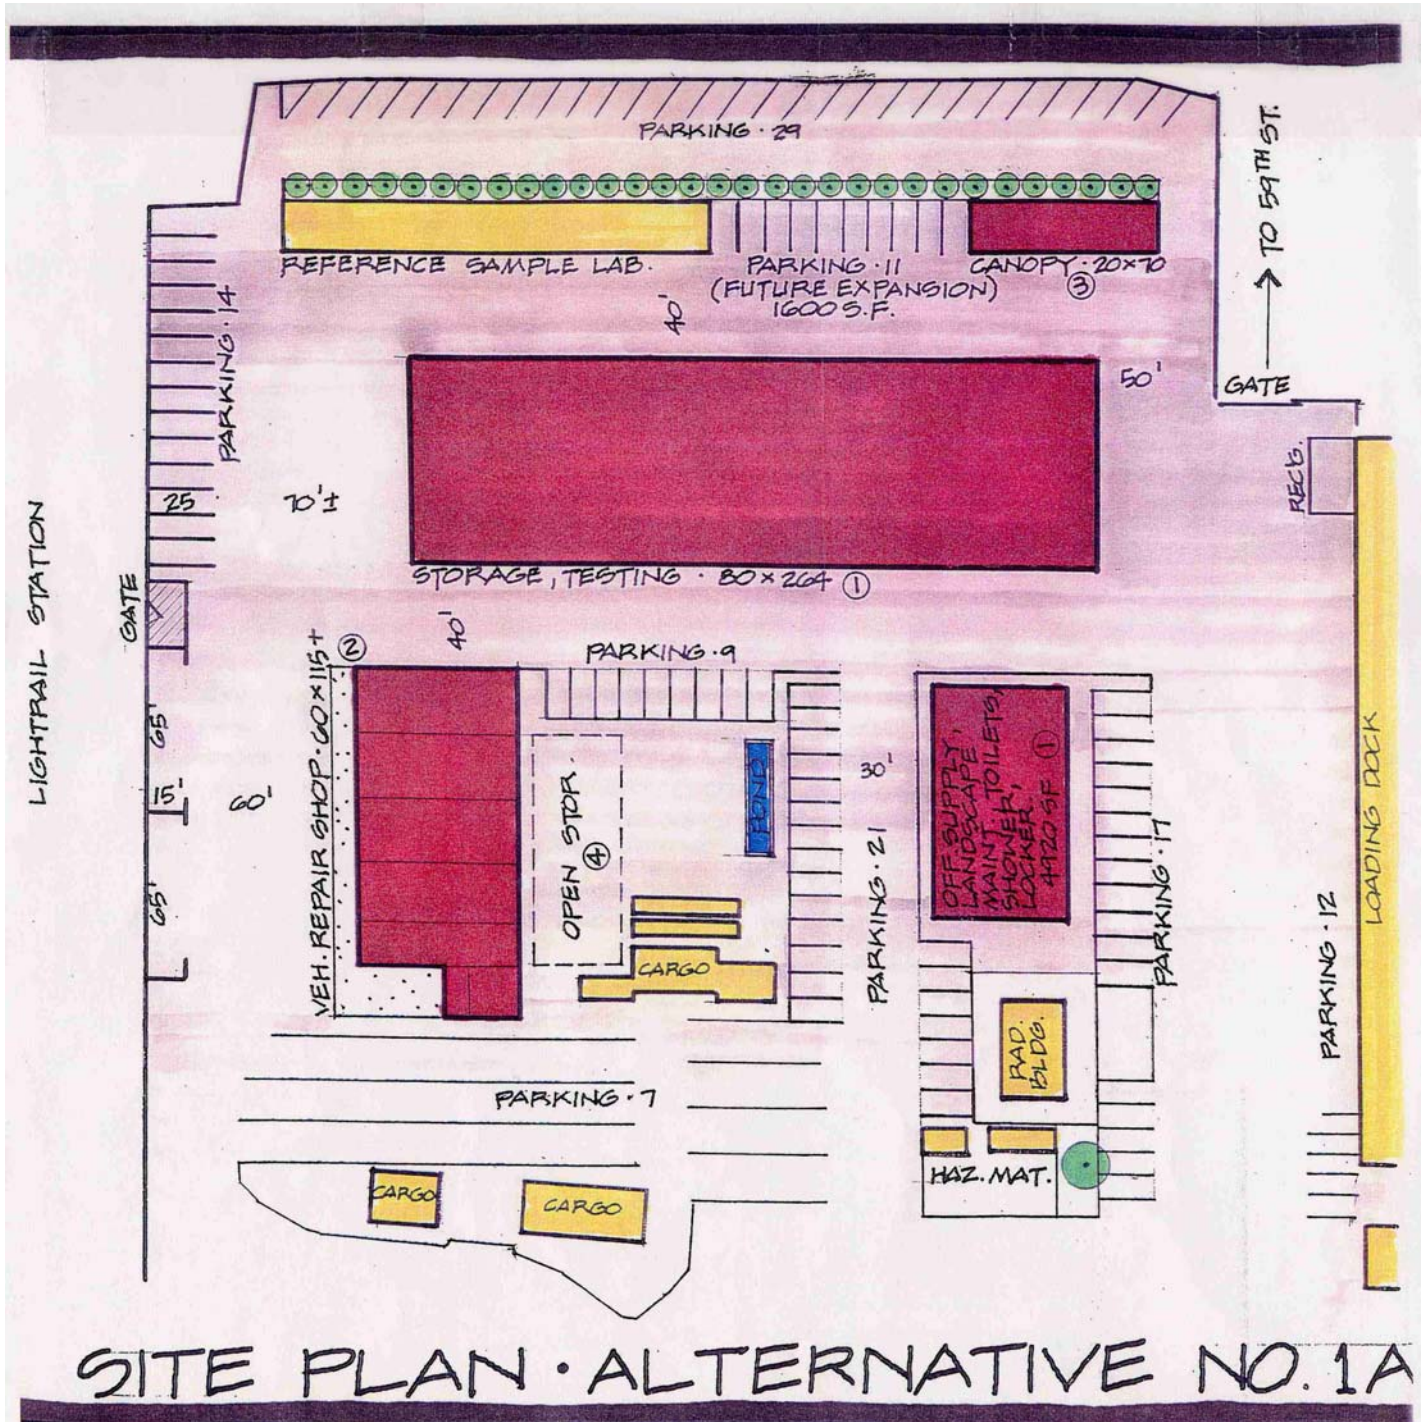 PARKING · 29
→ TO 59TH ST.
REFERENCE SAMPLE LAB.
PARKING · 11
(FUTURE EXPANSION)
1600 S.F.
CANOPY · 20×70
③
40'
PARKING · 14
50'
GATE
RECG.
25
70'±
LIGHTRAIL STATION
GATE
STORAGE, TESTING · 80×264 ①
②
40'
PARKING · 9
VEH. REPAIR SHOP · 60×115±
65'
15'
60'
65'
OPEN STOR.
④
POND
30'
PARKING · 21
OFF. SUPPLY,
LANDSCAPE
MAINT. TOILETS,
SHOWER,
LOCKER.
4920 SF ①
PARKING · 17
LOADING DOCK
PARKING · 12
CARGO
RAD.
BLDG.
PARKING · 7
HAZ. MAT.
CARGO
CARGO
SITE PLAN · ALTERNATIVE NO. 1A